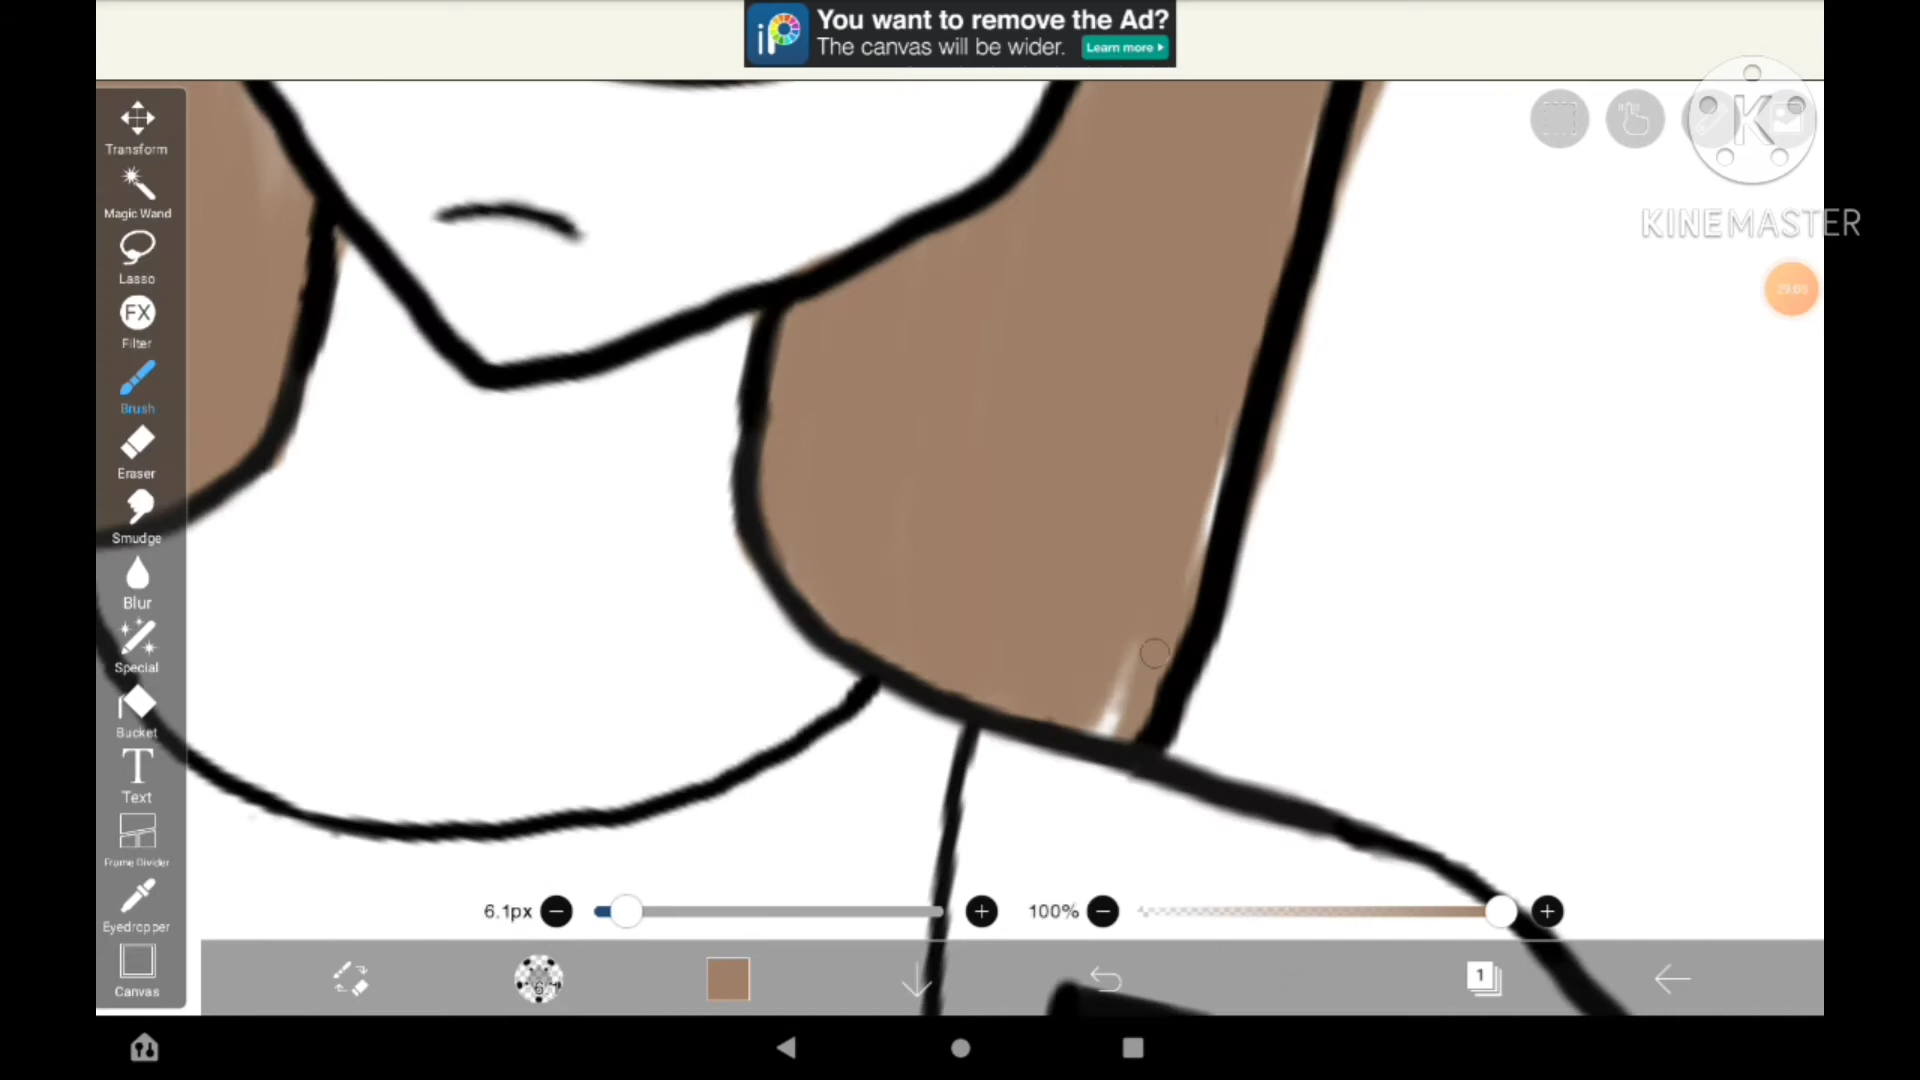 You want to remove the Ad?
The canvas will be wider.
Learn more
iP
Transform
Magic Wand
Lasso
FX
Filter
Brush
Eraser
Smudge
Blur
Special
Bucket
T
Text
Frame Divider
Eyedropper
Canvas
K
KINEMASTER
6.1px
100%
1